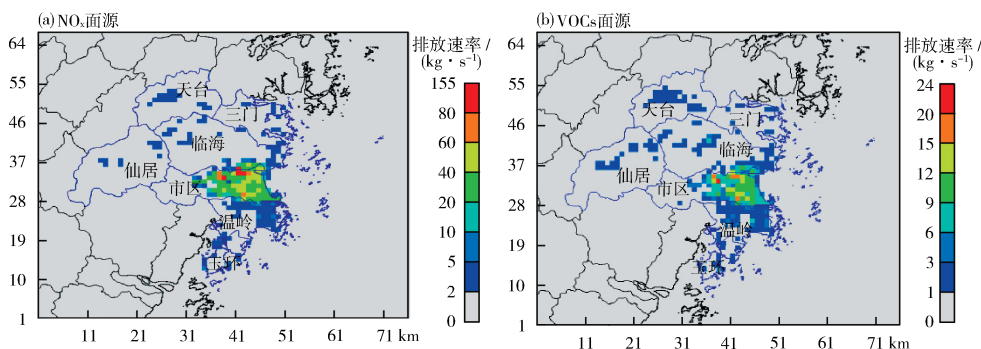 (a) NOₓ面源
排放速率 /
(kg·s⁻¹)
64
55
46
37
28
19
10
1
天台
三门
临海
仙居
市区
温岭
玉环
155
80
60
40
20
10
5
2
0
11 21 31 41 51 61 71 km
(b) VOCs面源
排放速率 /
(kg·s⁻¹)
64
55
46
37
28
19
10
1
天台
三门
临海
仙居
市区
温岭
玉环
24
20
15
12
9
6
3
1
0
11 21 31 41 51 61 71 km